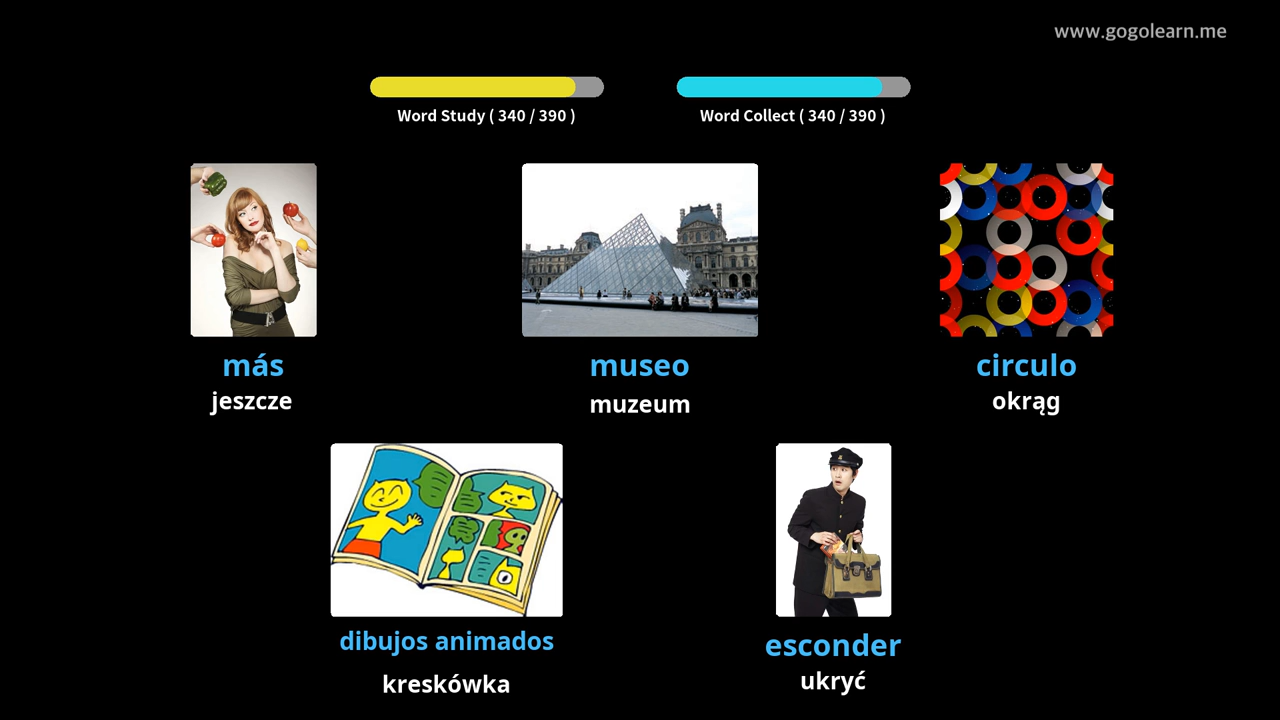 www.gogolearn.me
Word Study ( 340 / 390 )
Word Collect ( 340 / 390 )
más
jeszcze
museo
muzeum
circulo
okrąg
dibujos animados
kreskówka
esconder
ukryć